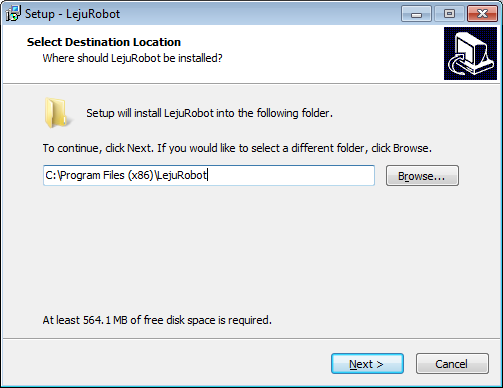 Setup - LejuRobot
Select Destination Location
Where should LejuRobot be installed?
Setup will install LejuRobot into the following folder.
To continue, click Next. If you would like to select a different folder, click Browse.
C:\Program Files (x86)\LejuRobot
Browse...
At least 564.1 MB of free disk space is required.
Next >
Cancel